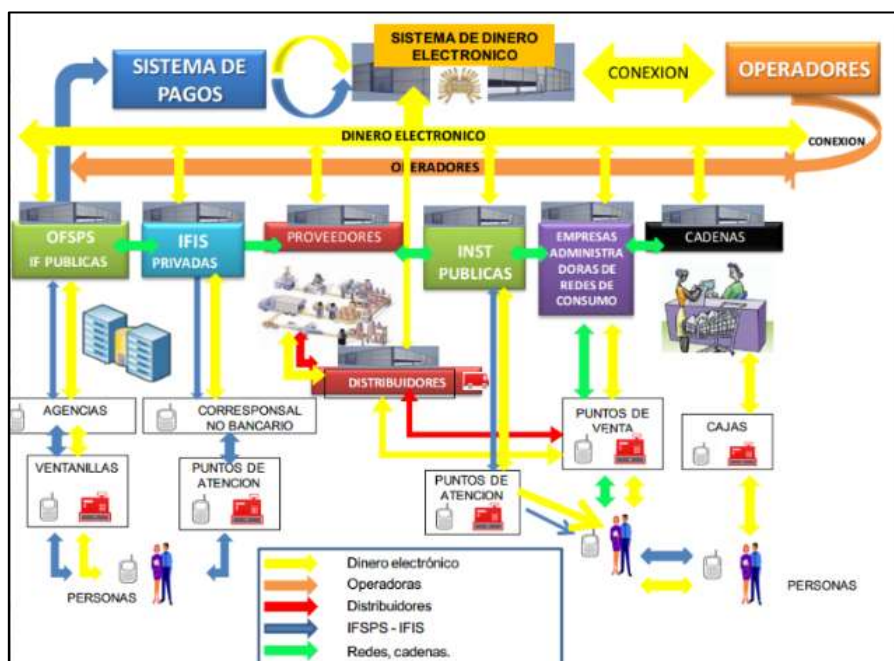 SISTEMA DE DINERO
ELECTRONICO
SISTEMA DE
PAGOS
CONEXION
OPERADORES
DINERO ELECTRONICO
CONEXION
OPERADORES
OFSPS
IF PUBLICAS
IFIS
PRIVADAS
PROVEEDORES
INST
PUBLICAS
EMPRESAS
ADMINISTRA
DORAS DE
REDES DE
CONSUMO
CADENAS
DISTRIBUIDORES
AGENCIAS
CORRESPONSAL
NO BANCARIO
PUNTOS DE
VENTA
CAJAS
VENTANILLAS
PUNTOS DE
ATENCION
PUNTOS DE
ATENCION
PERSONAS
PERSONAS
Dinero electrónico
Operadoras
Distribuidores
IFSPS - IFIS
Redes, cadenas.